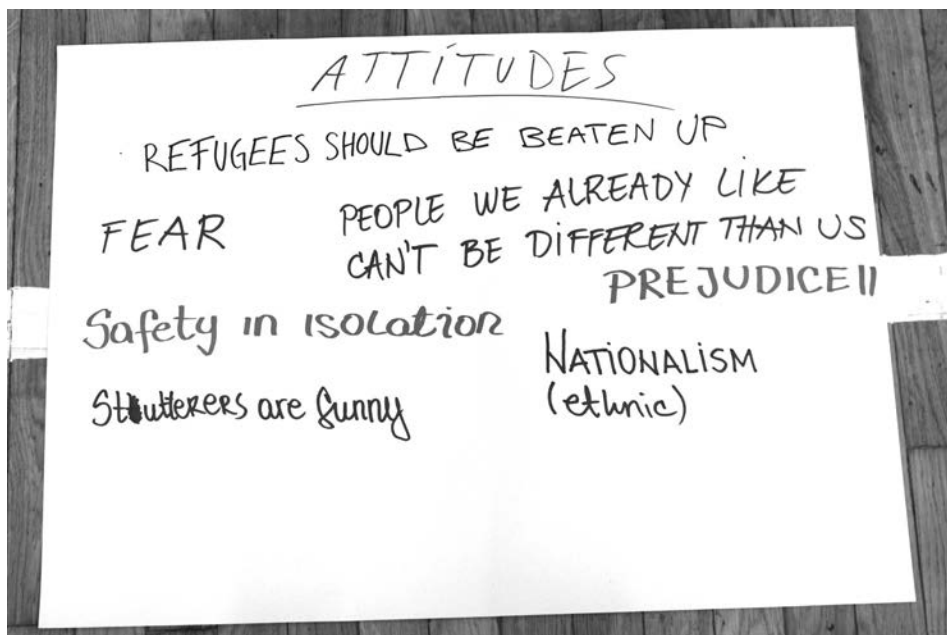 ATTITUDES
REFUGEES SHOULD BE BEATEN UP
FEAR
PEOPLE WE ALREADY LIKE
CAN'T BE DIFFERENT THAN US
PREJUDICE II
Safety in isolation
NATIONALISM
(ethnic)
Stutterers are funny